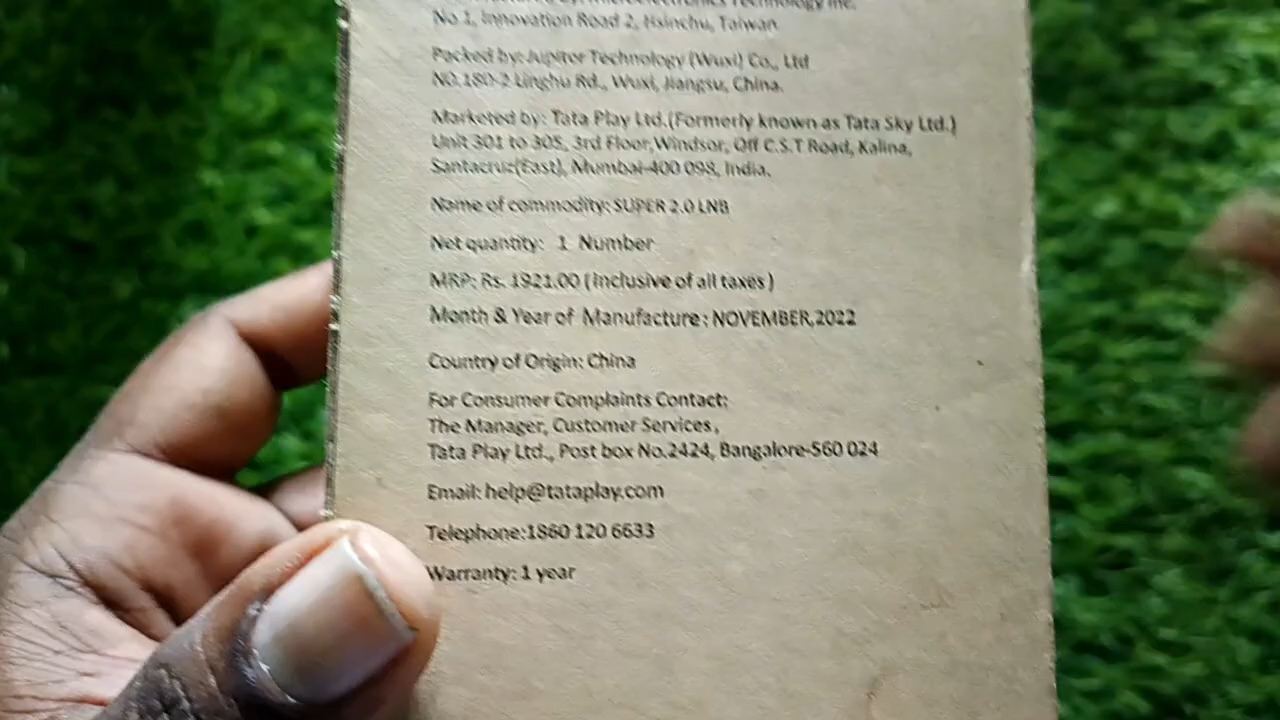 Technology Inc.
No 1, Innovation Road 2, Hsinchu, Taiwan
Packed by: Jupitor Technology (Wuxi) Co., Ltd
NO.180-2 Linghu Rd., Wuxi, Jiangsu, China.
Marketed by: Tata Play Ltd.(Formerly known as Tata Sky Ltd.)
Unit 301 to 305, 3rd Floor,Windsor, Off C.S.T Road, Kalina,
Santacruz(East), Mumbai-400 098, India.
Name of commodity: SUPER 2.0 LNB
Net quantity: 1 Number
MRP: Rs. 1921.00 (Inclusive of all taxes)
Month & Year of Manufacture: NOVEMBER,2022
Country of Origin: China
For Consumer Complaints Contact:
The Manager, Customer Services,
Tata Play Ltd., Post box No.2424, Bangalore-560 024
Email: help@tataplay.com
Telephone:1860 120 6633
Warranty: 1 year